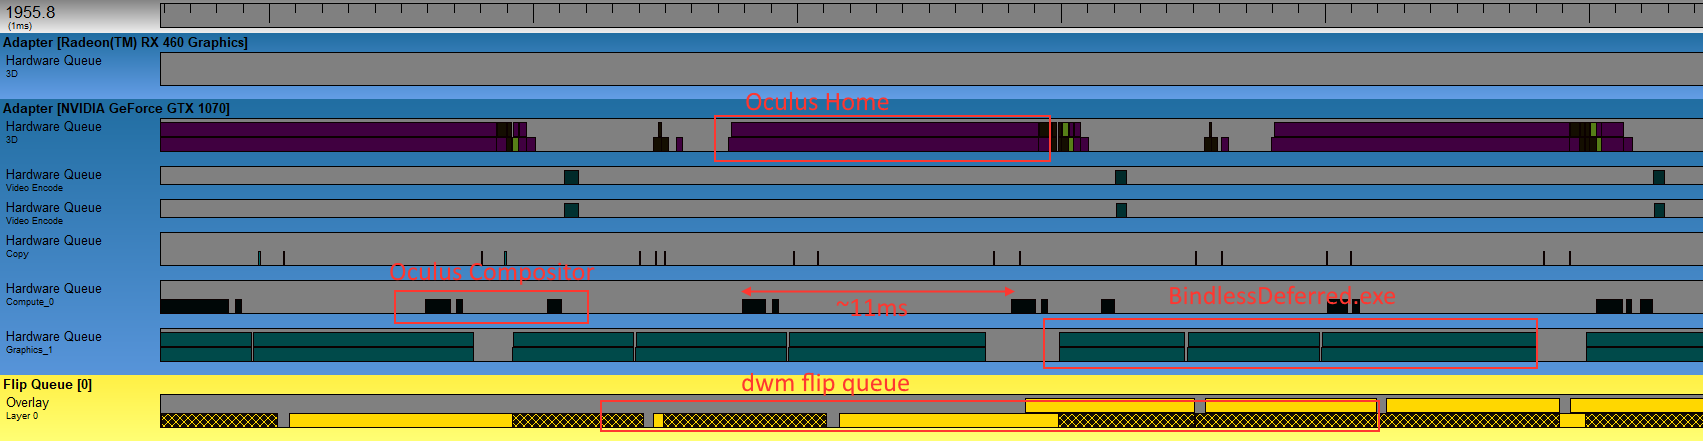 1955.8
(1ms)
Adapter [Radeon(TM) RX 460 Graphics]
Hardware Queue
3D
Adapter [NVIDIA GeForce GTX 1070]
Oculus Home
Hardware Queue
3D
Hardware Queue
Video Encode
Hardware Queue
Video Encode
Hardware Queue
Copy
Oculus Compositor
Hardware Queue
Compute_0
~11ms
BindlessDeferred.exe
Hardware Queue
Graphics_1
Flip Queue [0]
dwm flip queue
Overlay
Layer 0